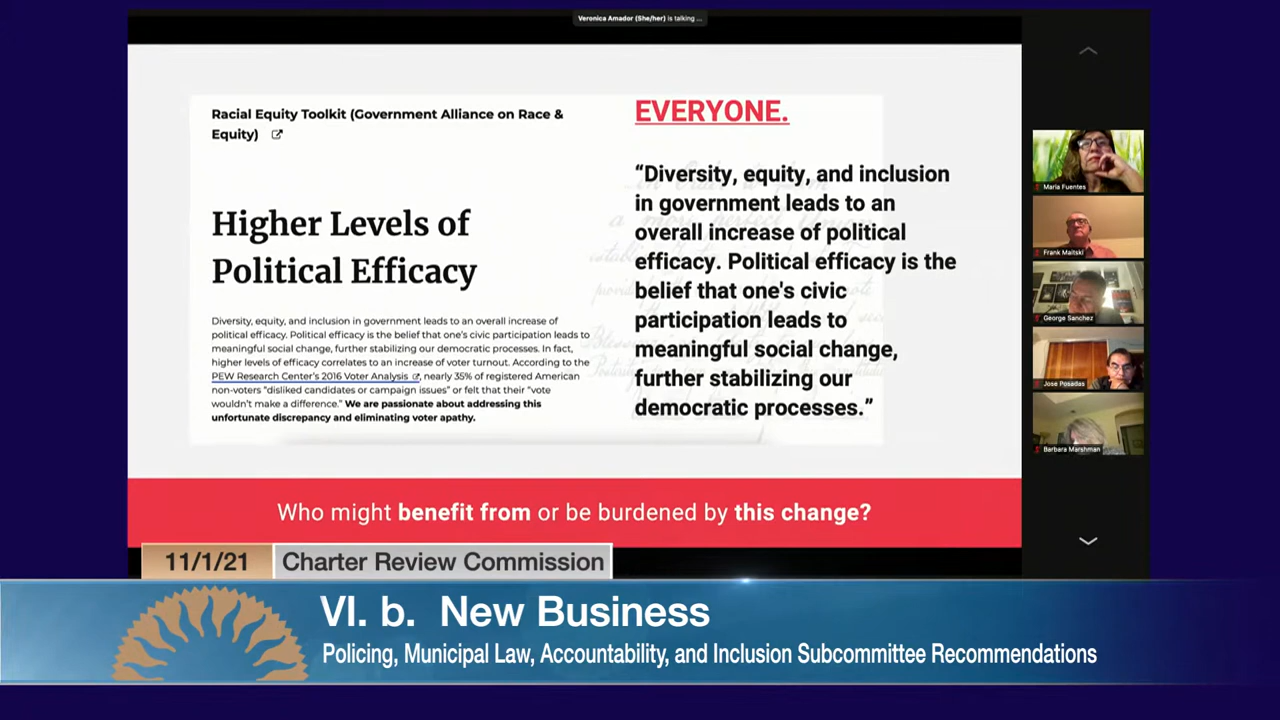 Veronica Amador (She/her) is talking ...
Racial Equity Toolkit (Government Alliance on Race &
Equity)
Higher Levels of
Political Efficacy
Diversity, equity, and inclusion in government leads to an overall increase of
political efficacy. Political efficacy is the belief that one's civic participation leads to
meaningful social change, further stabilizing our democratic processes. In fact,
higher levels of efficacy correlates to an increase of voter turnout. According to the
PEW Research Center's 2016 Voter Analysis, nearly 35% of registered American
non-voters "disliked candidates or campaign issues" or felt that their "vote
wouldn't make a difference." We are passionate about addressing this
unfortunate discrepancy and eliminating voter apathy.
EVERYONE.
“Diversity, equity, and inclusion
in government leads to an
overall increase of political
efficacy. Political efficacy is the
belief that one's civic
participation leads to
meaningful social change,
further stabilizing our
democratic processes.”
Who might benefit from or be burdened by this change?
Maria Fuentes
Frank Maitski
George Sanchez
Jose Posadas
Barbara Marshman
11/1/21
Charter Review Commission
VI. b. New Business
Policing, Municipal Law, Accountability, and Inclusion Subcommittee Recommendations